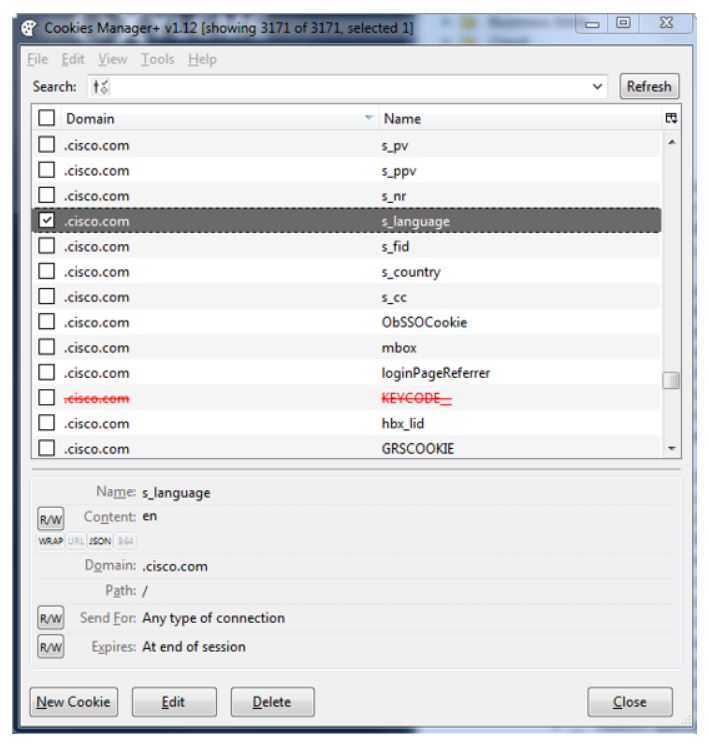 Cookies Manager+ v1.12 [showing 3171 of 3171, selected 1]
File Edit View Tools Help
Search: Refresh
Domain Name
.cisco.com s_pv
.cisco.com s_ppv
.cisco.com s_nr
.cisco.com s_language
.cisco.com s_fid
.cisco.com s_country
.cisco.com s_cc
.cisco.com ObSSOCookie
.cisco.com mbox
.cisco.com loginPageReferrer
.cisco.com KEYCODE__
.cisco.com hbx_lid
.cisco.com GRSCOOKIE
Name: s_language
R/W Content: en
WRAP URL JSON B64
Domain: .cisco.com
Path: /
R/W Send For: Any type of connection
R/W Expires: At end of session
New Cookie Edit Delete Close